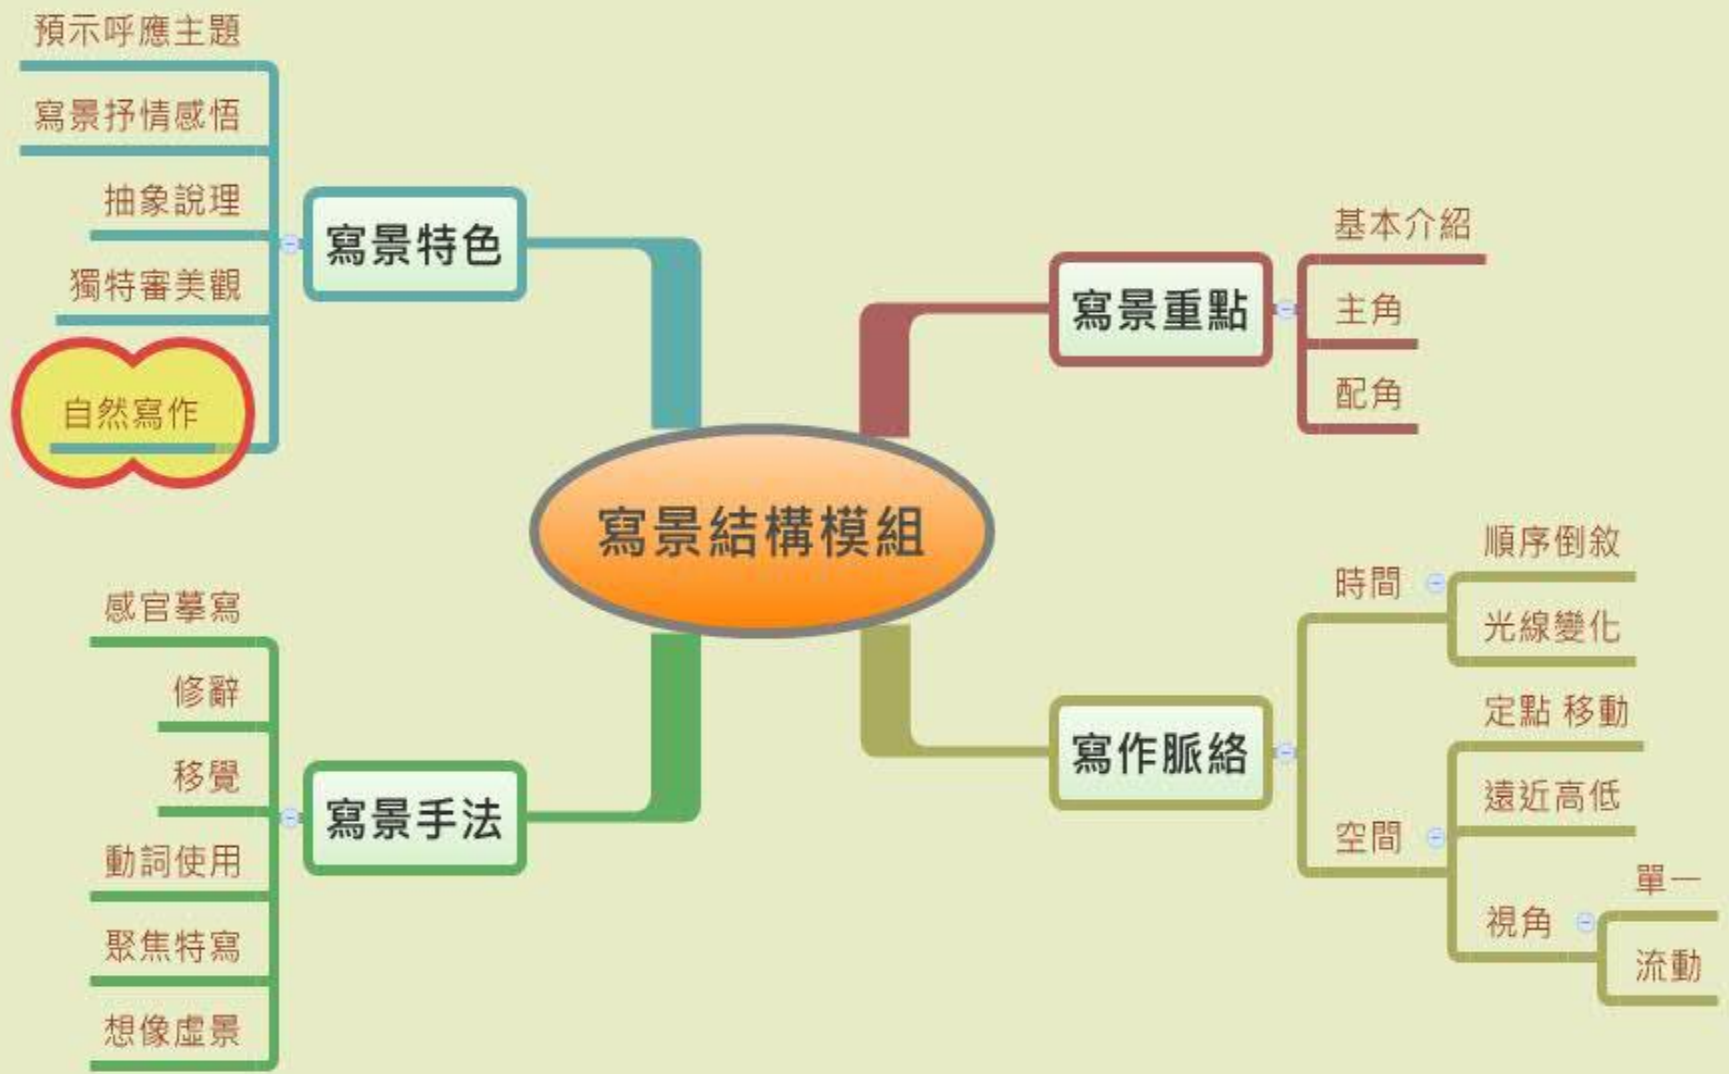 寫景結構模組
寫景特色
預示呼應主題
寫景抒情感悟
抽象說理
獨特審美觀
自然寫作
寫景重點
基本介紹
主角
配角
寫景手法
感官摹寫
修辭
移覺
動詞使用
聚焦特寫
想像虛景
寫作脈絡
時間
順序倒敘
光線變化
空間
定點 移動
遠近高低
視角
單一
流動